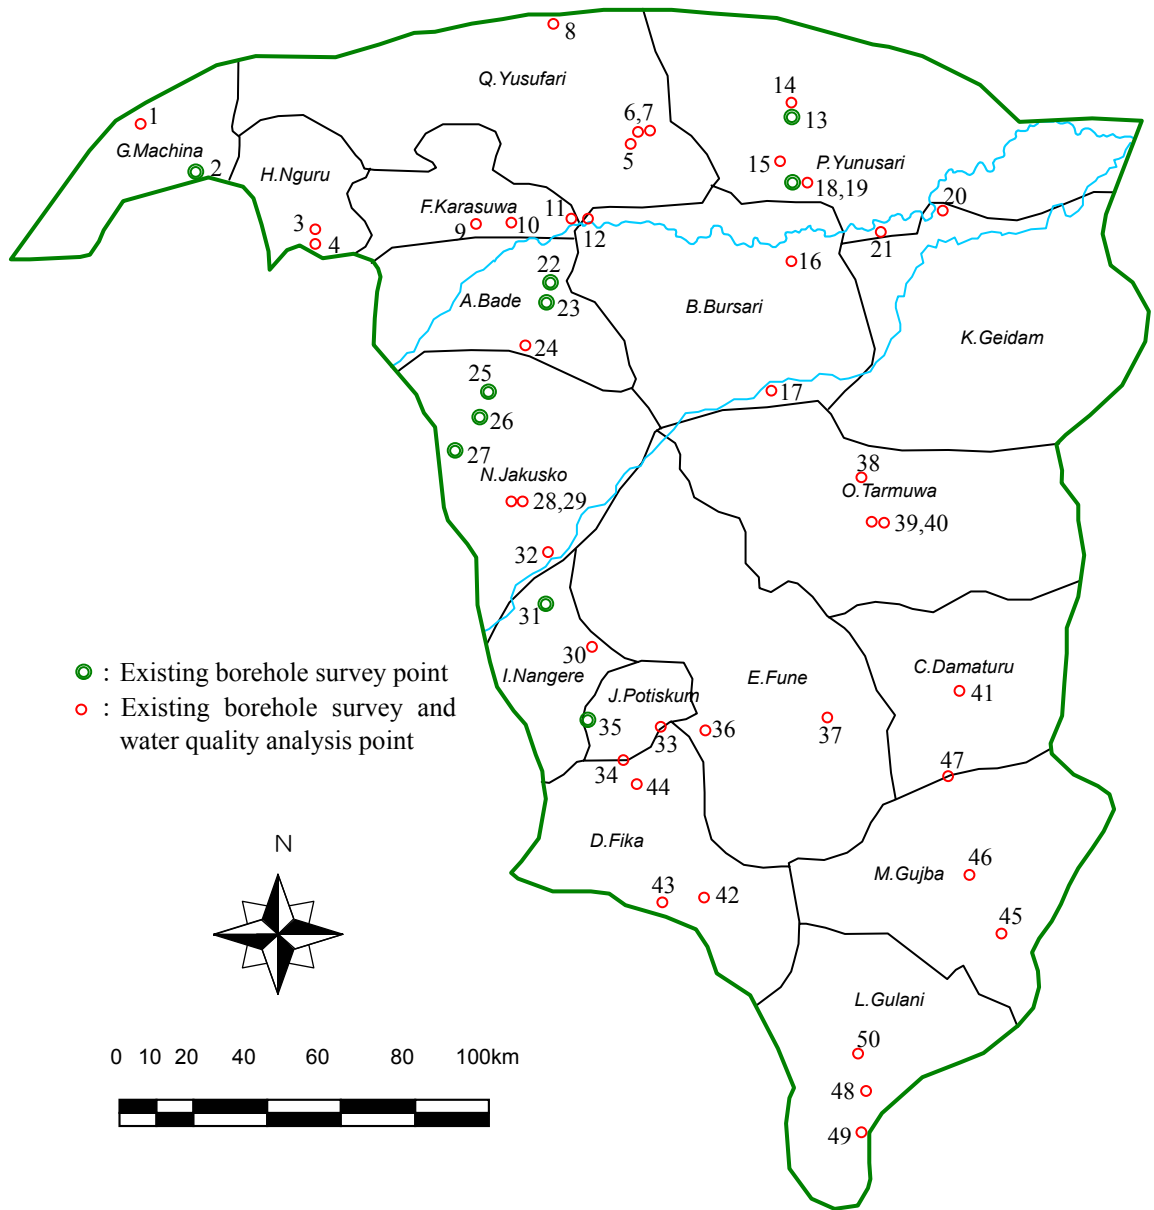 8
Q.Yusufari
14
1
6,7
13
G.Machina
5
15
P.Yunusari
2
H.Nguru
18,19
20
F.Karasuwa
11
3
9
10
12
21
4
16
22
A.Bade
23
B.Bursari
K.Geidam
24
25
17
26
27
38
N.Jakusko
O.Tarmuwa
28,29
39,40
32
31
30
C.Damaturu
: Existing borehole survey point
I.Nangere
E.Fune
J.Potiskum
41
: Existing borehole survey and
water quality analysis point
35
33
36
37
34
47
44
N
D.Fika
46
M.Gujba
43
42
45
L.Gulani
50
0 10 20 40 60 80 100km
48
49